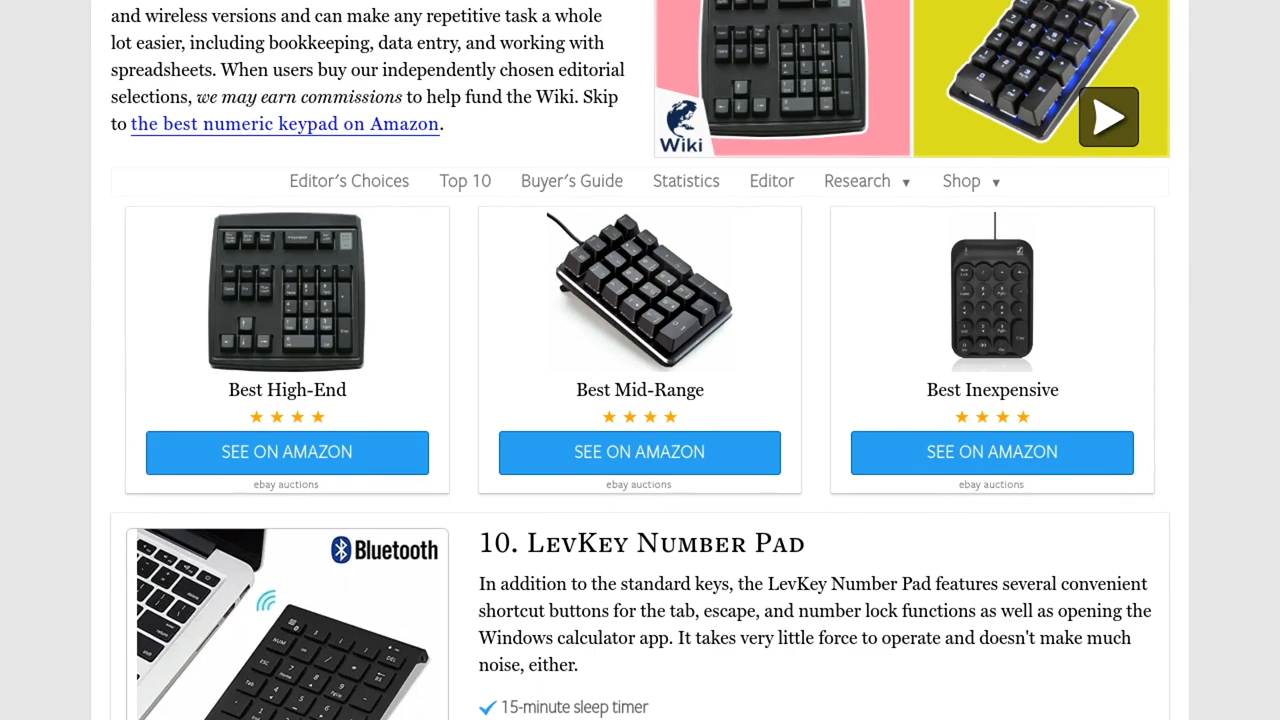 and wireless versions and can make any repetitive task a whole
lot easier, including bookkeeping, data entry, and working with
spreadsheets. When users buy our independently chosen editorial
selections, we may earn commissions to help fund the Wiki. Skip
to the best numeric keypad on Amazon.
Wiki
Editor's Choices Top 10 Buyer's Guide Statistics Editor Research ▼ Shop ▼
Best High-End
★ ★ ★ ★
SEE ON AMAZON
ebay auctions
Best Mid-Range
★ ★ ★ ★
SEE ON AMAZON
ebay auctions
Best Inexpensive
★ ★ ★ ★
SEE ON AMAZON
ebay auctions
Bluetooth
10. LevKey Number Pad
In addition to the standard keys, the LevKey Number Pad features several convenient
shortcut buttons for the tab, escape, and number lock functions as well as opening the
Windows calculator app. It takes very little force to operate and doesn't make much
noise, either.
15-minute sleep timer